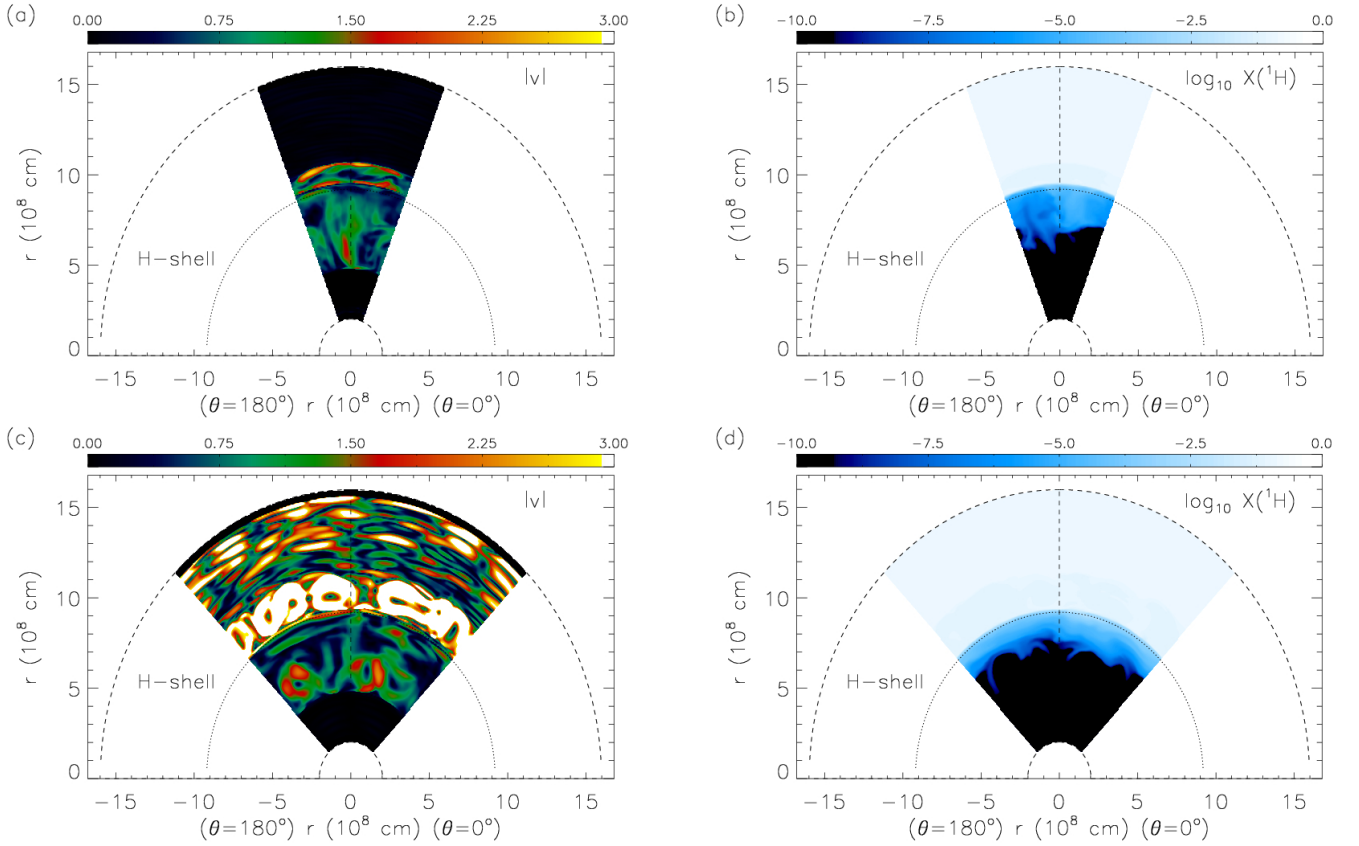 (a)
0.00 0.75 1.50 2.25 3.00
|v|
15
10
5
0
r (10⁸ cm)
H-shell
-15 -10 -5 0 5 10 15
(θ=180°) r (10⁸ cm) (θ=0°)
(b)
-10.0 -7.5 -5.0 -2.5 0.0
log₁₀ X(¹H)
15
10
5
0
r (10⁸ cm)
H-shell
-15 -10 -5 0 5 10 15
(θ=180°) r (10⁸ cm) (θ=0°)
(c)
0.00 0.75 1.50 2.25 3.00
|v|
15
10
5
0
r (10⁸ cm)
H-shell
-15 -10 -5 0 5 10 15
(θ=180°) r (10⁸ cm) (θ=0°)
(d)
-10.0 -7.5 -5.0 -2.5 0.0
log₁₀ X(¹H)
15
10
5
0
r (10⁸ cm)
H-shell
-15 -10 -5 0 5 10 15
(θ=180°) r (10⁸ cm) (θ=0°)